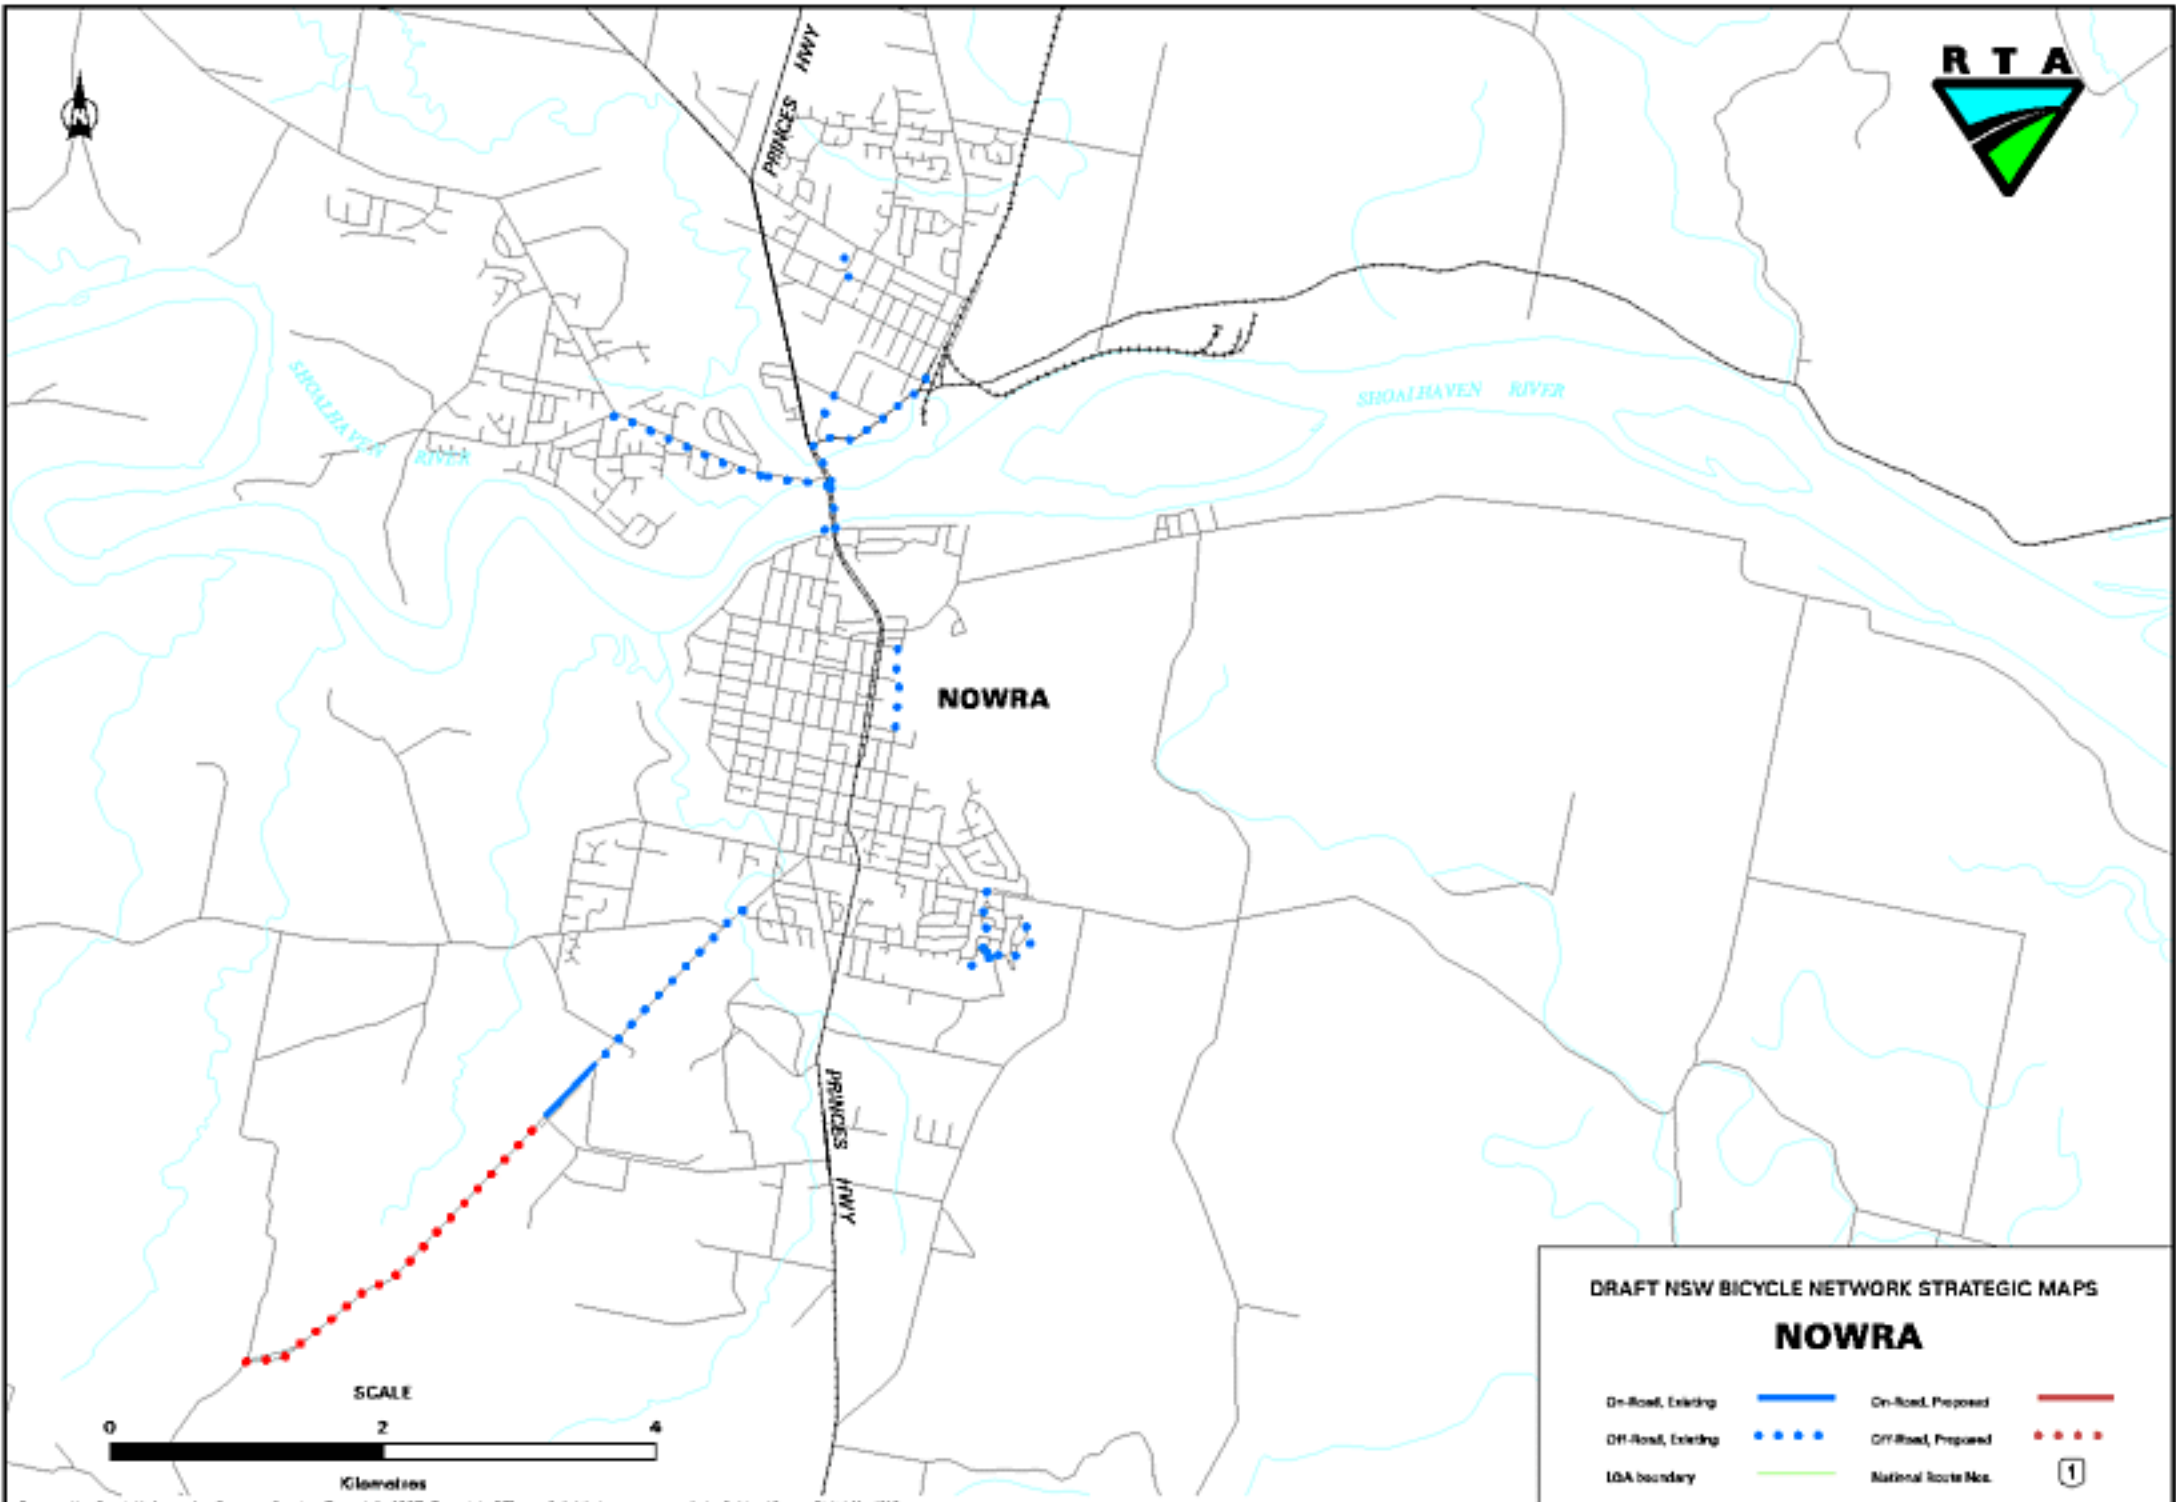 PRINCES HWY
R T A
N
SHOALHAVEN RIVER
SHOALHAVEN RIVER
NOWRA
PRINCES HWY
SCALE
0 2 4
Kilometres
DRAFT NSW BICYCLE NETWORK STRATEGIC MAPS
NOWRA
On-Road, Existing On-Road, Proposed
Off-Road, Existing Off-Road, Proposed
LGA boundary National Route Nos. 1